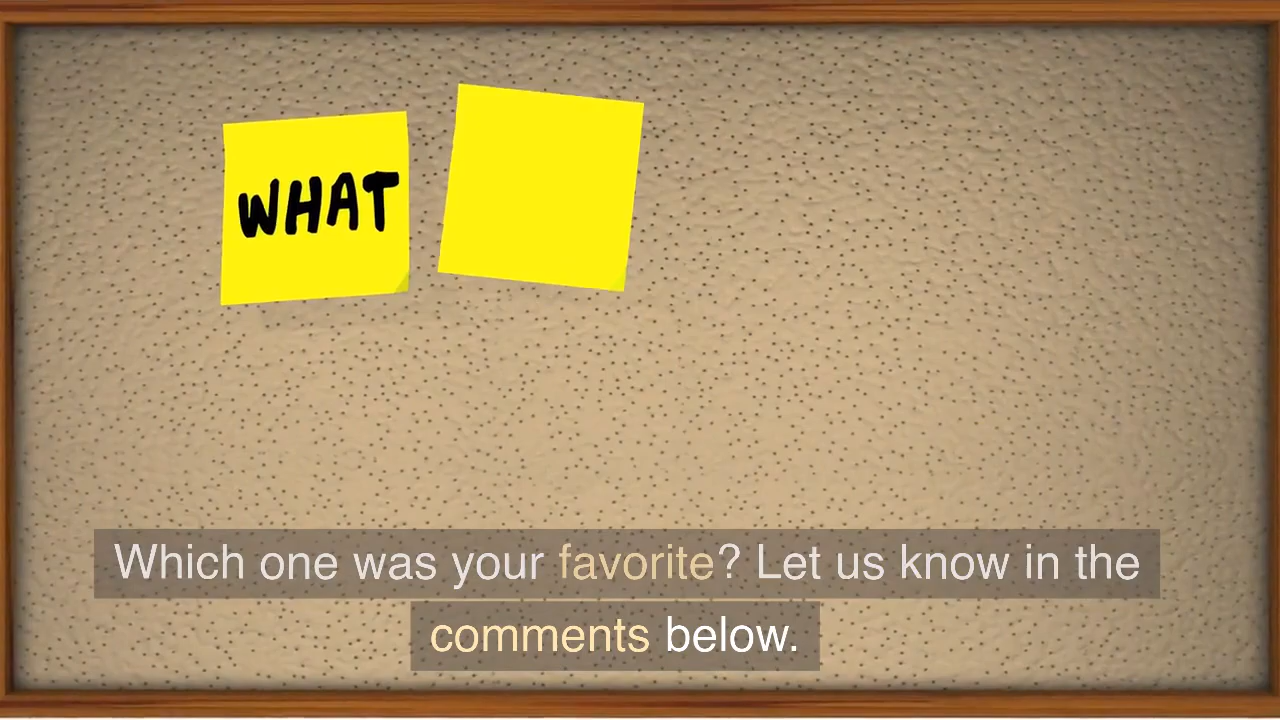 WHAT
Which one was your favorite? Let us know in the
comments below.